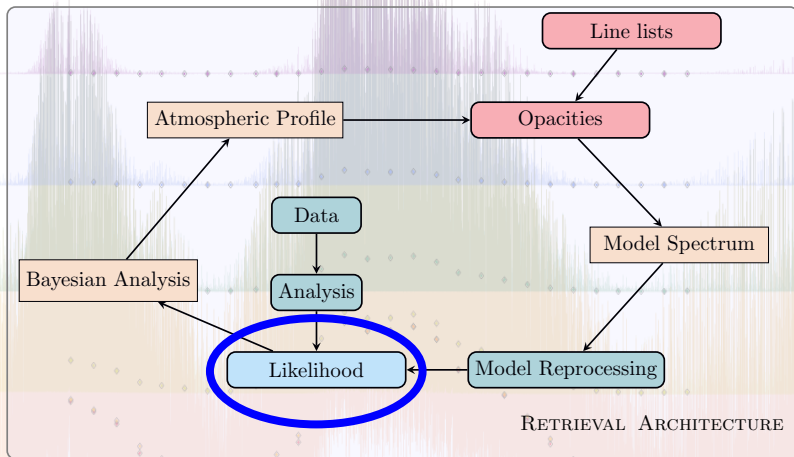 Line lists
Atmospheric Profile
Opacities
Data
Model Spectrum
Bayesian Analysis
Analysis
Likelihood
Model Reprocessing
RETRIEVAL ARCHITECTURE